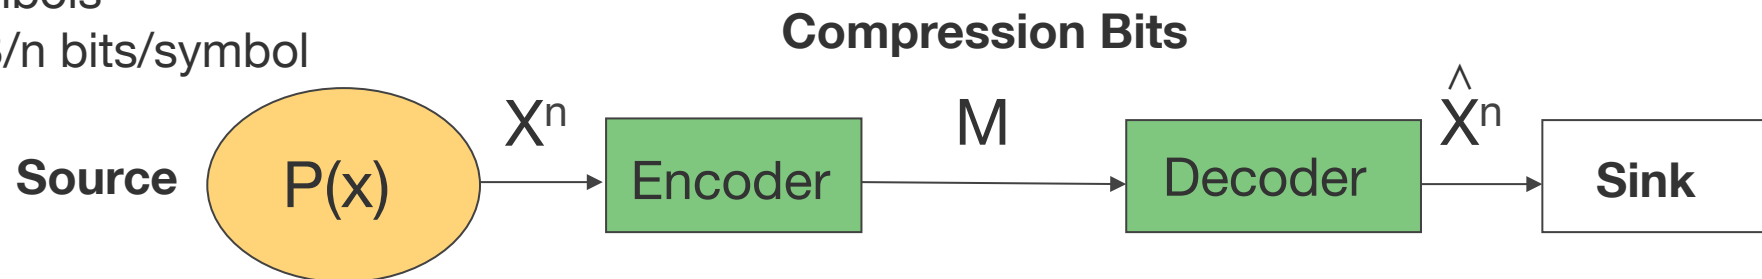 /n bits/symbol
Compression Bits
Source
P(x)
Xⁿ
Encoder
M
Decoder
X̂ⁿ
Sink